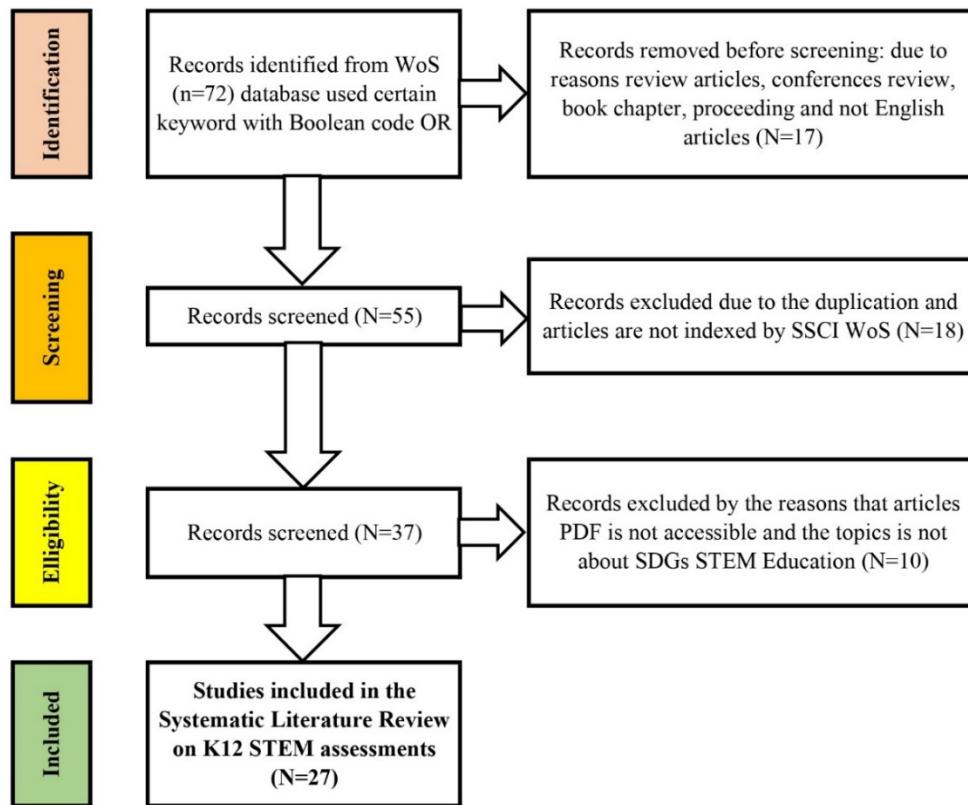 Identification
Records identified from WoS
(n=72) database used certain
keyword with Boolean code OR
Records removed before screening: due to
reasons review articles, conferences review,
book chapter, proceeding and not English
articles (N=17)
Screening
Records screened (N=55)
Records excluded due to the duplication and
articles are not indexed by SSCI WoS (N=18)
Elligibility
Records screened (N=37)
Records excluded by the reasons that articles
PDF is not accessible and the topics is not
about SDGs STEM Education (N=10)
Included
Studies included in the
Systematic Literature Review
on K12 STEM assessments
(N=27)